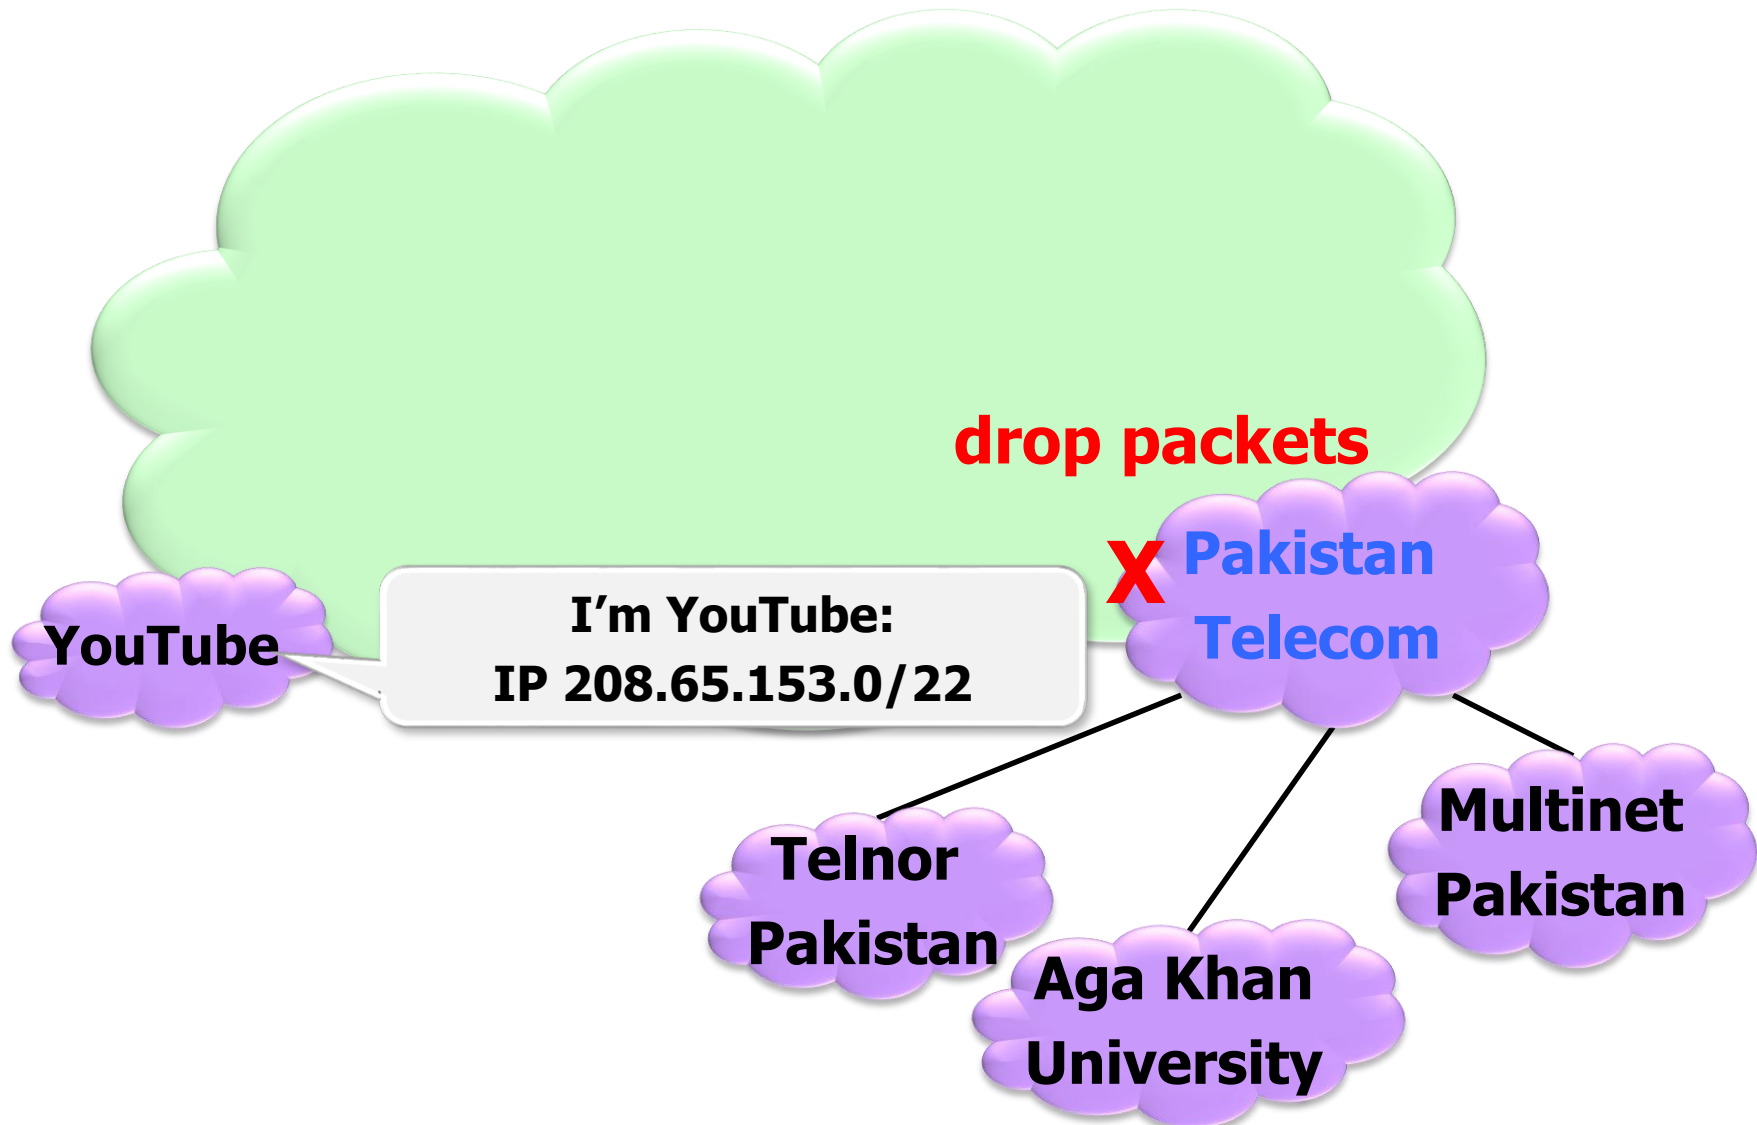 drop packets
X
Pakistan
Telecom
YouTube
I’m YouTube:
IP 208.65.153.0/22
Telnor
Pakistan
Aga Khan
University
Multinet
Pakistan